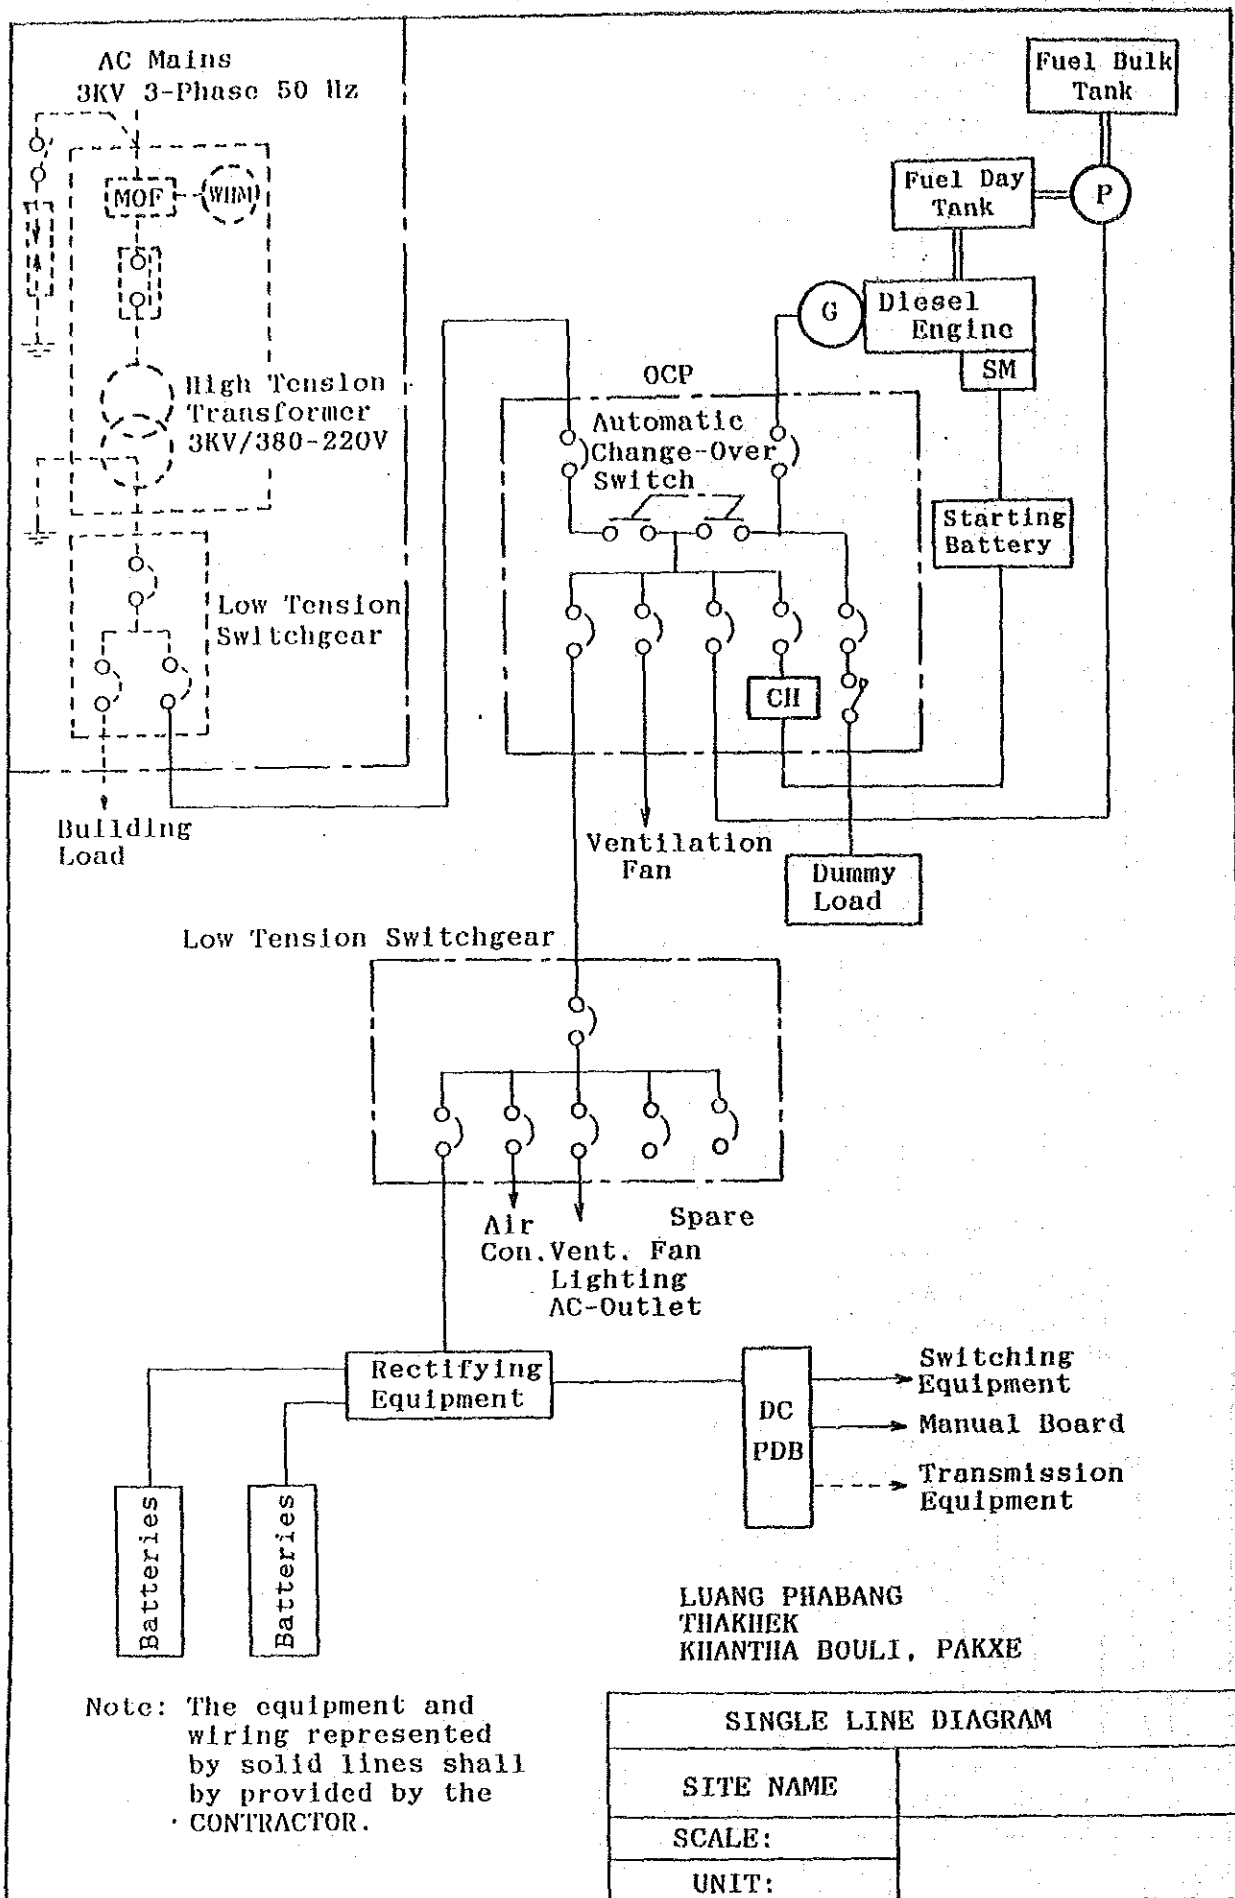 AC Mains
3KV 3-Phase 50 Hz
MOF
WHM
High Tension
Transformer
3KV/380-220V
Low Tension
Switchgear
Building
Load
Fuel Bulk
Tank
Fuel Day
Tank
P
G
Diesel
Engine
SM
OCP
Automatic
Change-Over
Switch
Starting
Battery
CH
Ventilation
Fan
Dummy
Load
Low Tension Switchgear
Air
Con.
Vent. Fan
Lighting
AC-Outlet
Spare
Rectifying
Equipment
DC
PDB
Switching
Equipment
Manual Board
Transmission
Equipment
Batteries
Batteries
LUANG PHABANG
THAKHEK
KHANTHA BOULI, PAKXE
Note: The equipment and
wiring represented
by solid lines shall
by provided by the
CONTRACTOR.
SINGLE LINE DIAGRAM
SITE NAME
SCALE:
UNIT: